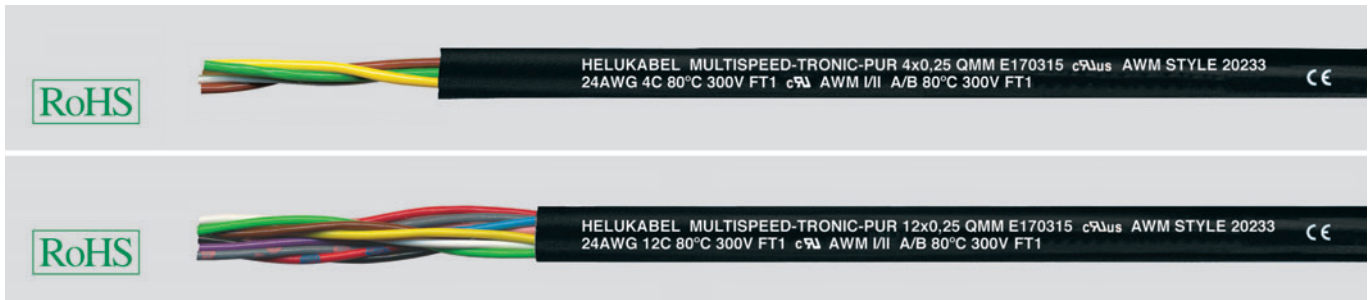 RoHS
HELUKABEL MULTISPEED-TRONIC-PUR 4x0,25 QMM E170315 cRUus AWM STYLE 20233
24AWG 4C 80°C 300V FT1 cRU AWM I/II A/B 80°C 300V FT1
CE
RoHS
HELUKABEL MULTISPEED-TRONIC-PUR 12x0,25 QMM E170315 cRUus AWM STYLE 20233
24AWG 12C 80°C 300V FT1 cRU AWM I/II A/B 80°C 300V FT1
CE